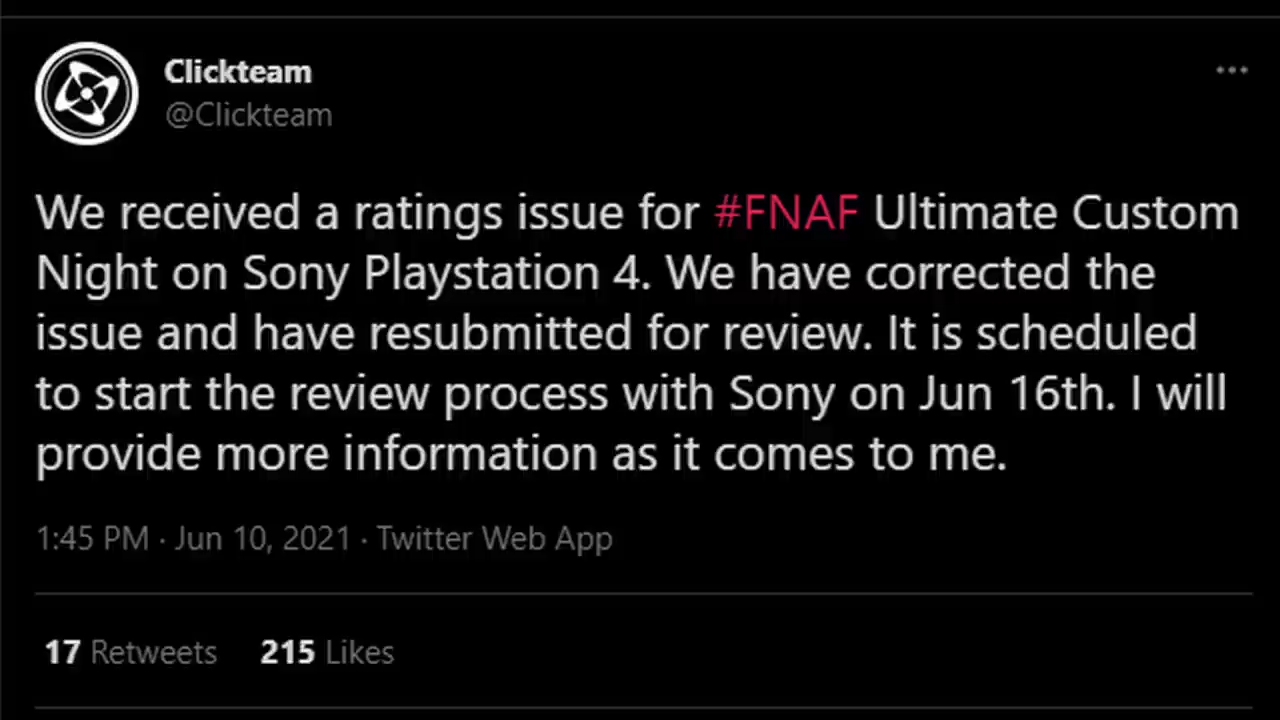 Clickteam
@Clickteam
We received a ratings issue for #FNAF Ultimate Custom
Night on Sony Playstation 4. We have corrected the
issue and have resubmitted for review. It is scheduled
to start the review process with Sony on Jun 16th. I will
provide more information as it comes to me.
1:45 PM · Jun 10, 2021 · Twitter Web App
17 Retweets 215 Likes